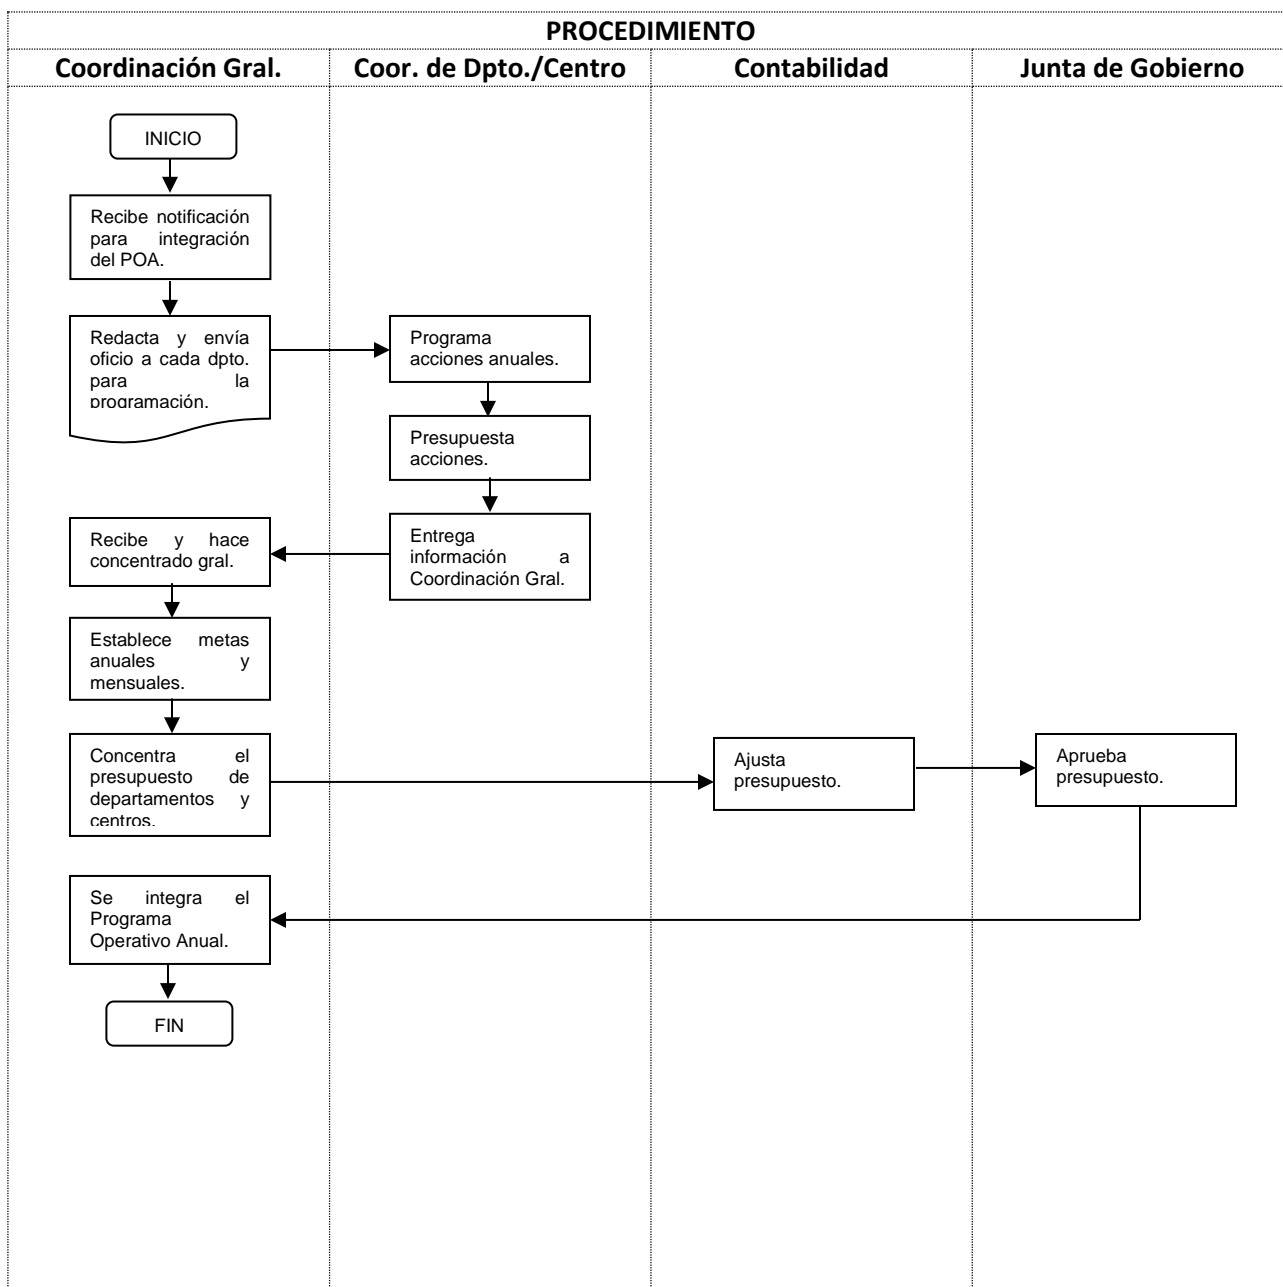 PROCEDIMIENTO
Coordinación Gral.
Coor. de Dpto./Centro
Contabilidad
Junta de Gobierno
INICIO
Recibe notificación
para integración
del POA.
Redacta y envía
oficio a cada dpto.
para la
programación.
Programa
acciones anuales.
Presupuesta
acciones.
Entrega
información a
Coordinación Gral.
Recibe y hace
concentrado gral.
Establece metas
anuales y
mensuales.
Concentra el
presupuesto de
departamentos y
centros.
Ajusta
presupuesto.
Aprueba
presupuesto.
Se integra el
Programa
Operativo Anual.
FIN